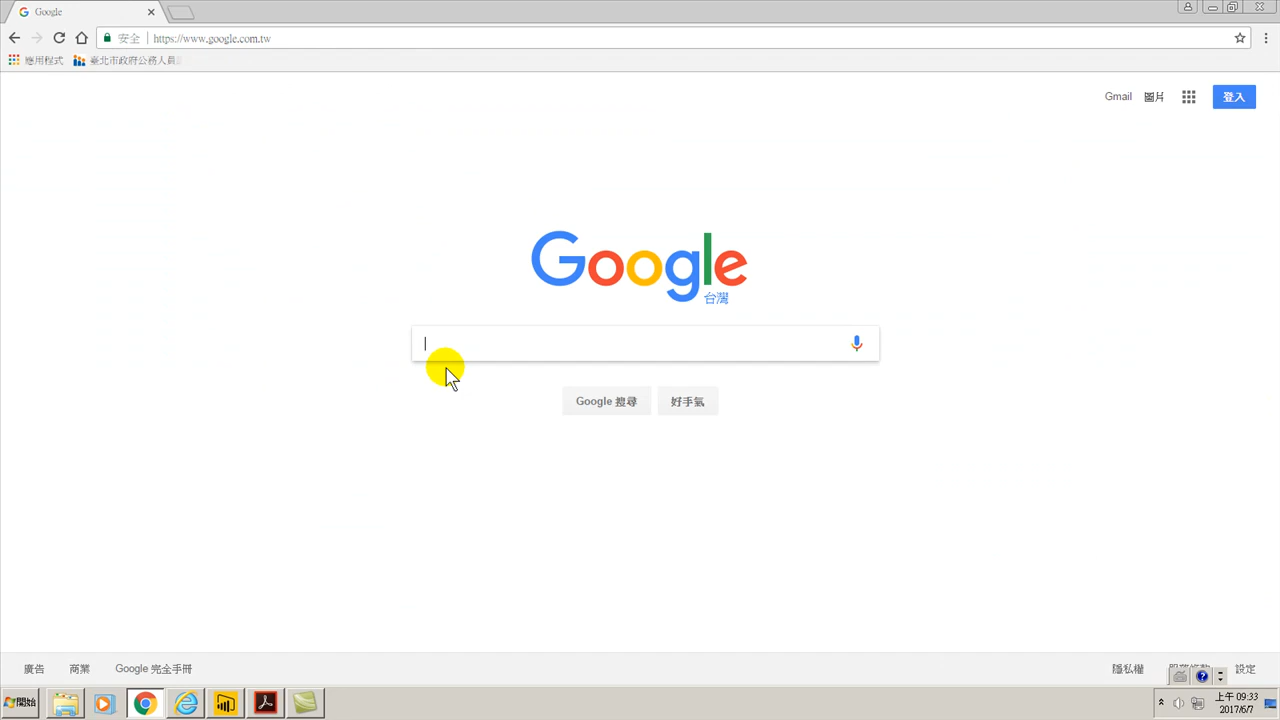 Google
安全
https://www.google.com.tw
應用程式
臺北市政府公務人員
Gmail
圖片
登入
Google
台灣
Google 搜尋
好手氣
廣告
商業
Google 完全手冊
隱私權
設定
開始
上午 09:33
2017/6/7